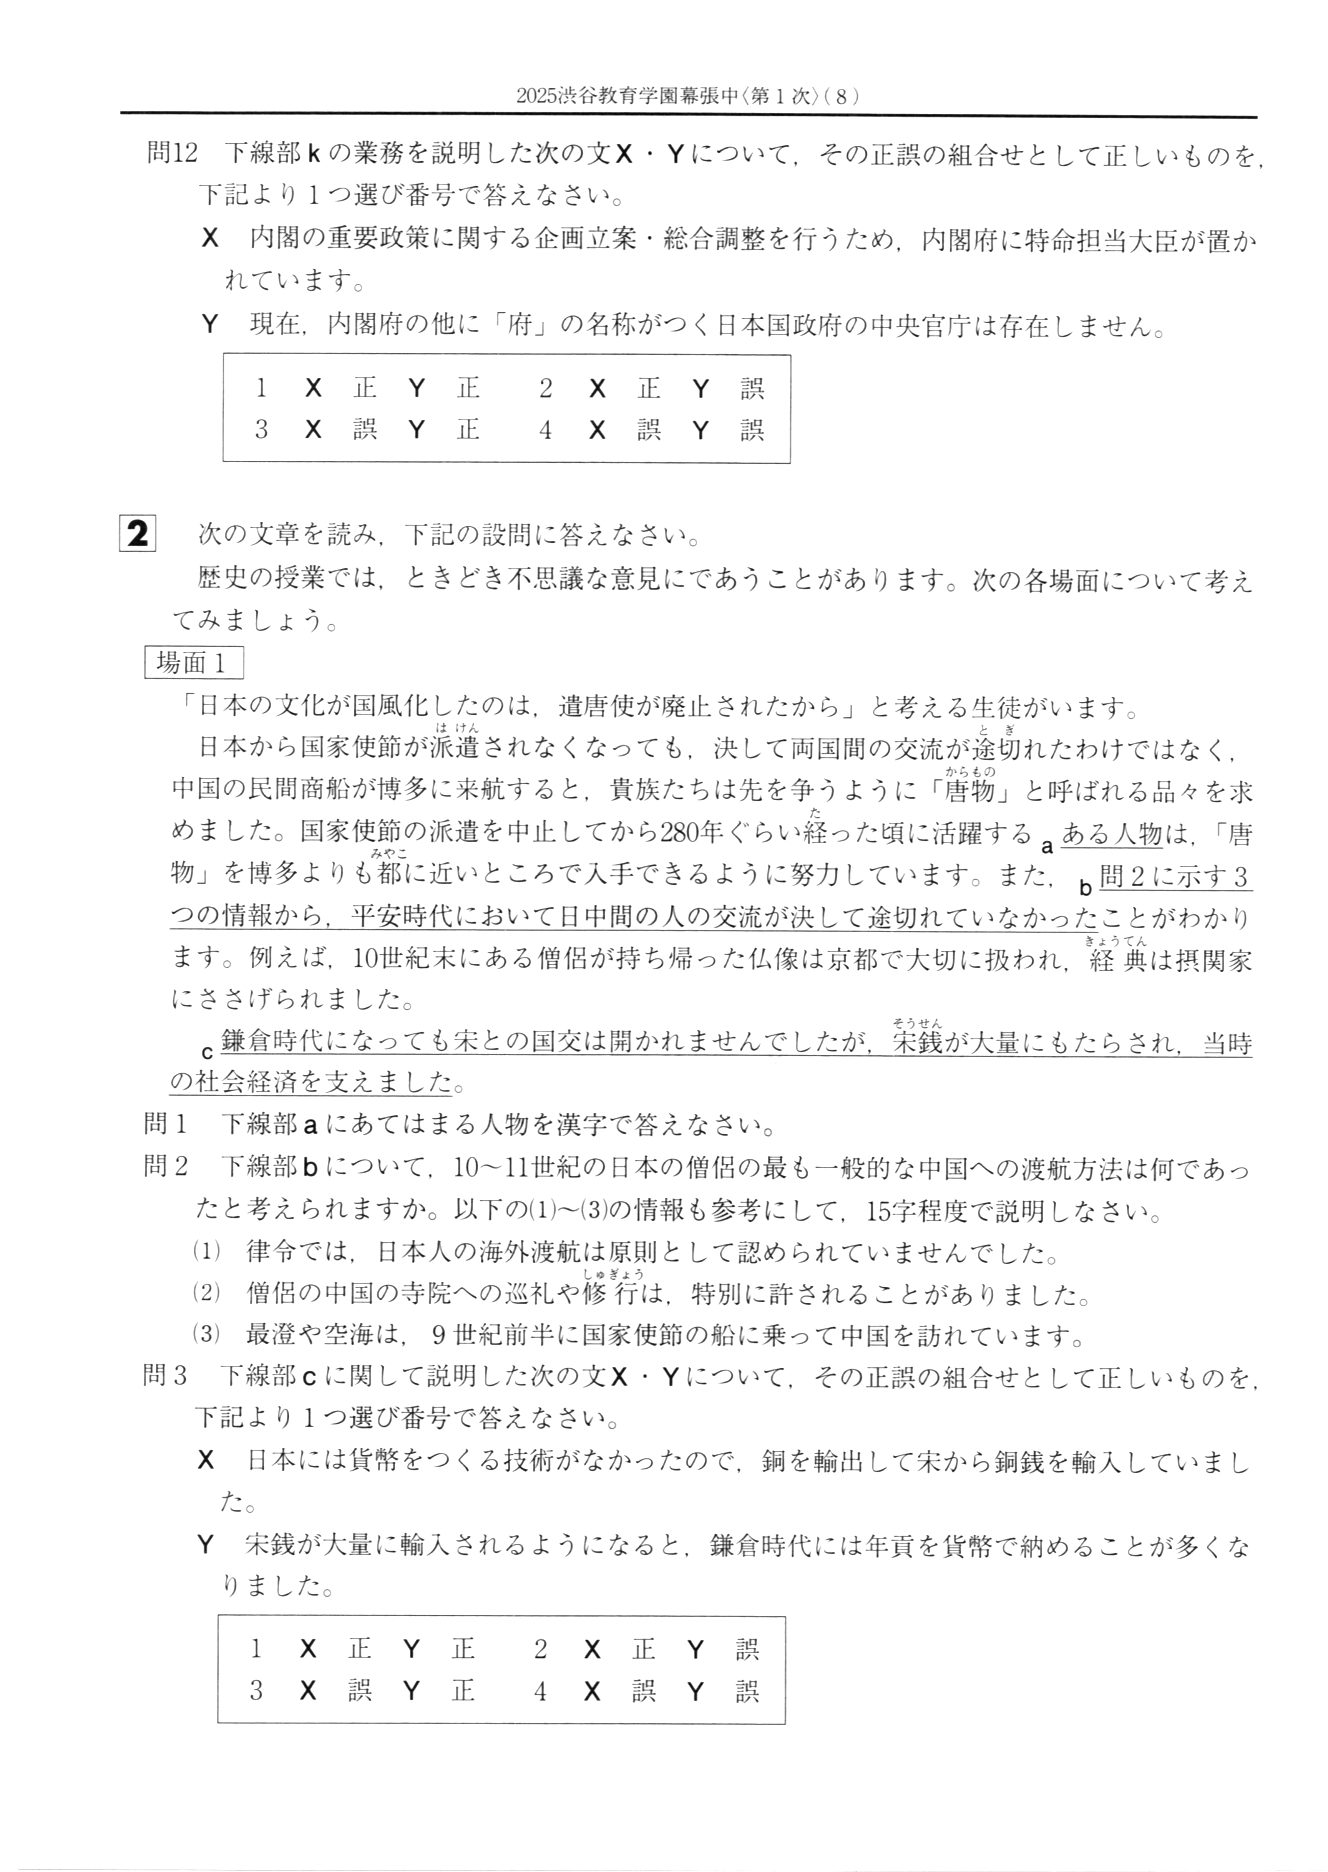 2025渋谷教育学園幕張中〈第1次〉(8)
問12 下線部kの業務を説明した次の文X・Yについて，その正誤の組合せとして正しいものを，
下記より1つ選び番号で答えなさい。
X 内閣の重要政策に関する企画立案・総合調整を行うため，内閣府に特命担当大臣が置か
れています。
Y 現在，内閣府の他に「府」の名称がつく日本国政府の中央官庁は存在しません。
1 X 正 Y 正 2 X 正 Y 誤
3 X 誤 Y 正 4 X 誤 Y 誤
2 次の文章を読み，下記の設問に答えなさい。
歴史の授業では，ときどき不思議な意見にであうことがあります。次の各場面について考え
てみましょう。
場面1
「日本の文化が国風化したのは，遣唐使が廃止されたから」と考える生徒がいます。
はけん とぎ
日本から国家使節が派遣されなくなっても，決して両国間の交流が途切れたわけではなく，
からもの
中国の民間商船が博多に来航すると，貴族たちは先を争うように「唐物」と呼ばれる品々を求
た
めました。国家使節の派遣を中止してから280年ぐらい経った頃に活躍する aある人物は，「唐
みやこ
物」を博多よりも都に近いところで入手できるように努力しています。また， b問2に示す3
つの情報から，平安時代において日中間の人の交流が決して途切れていなかったことがわかり
きょうてん
ます。例えば，10世紀末にある僧侶が持ち帰った仏像は京都で大切に扱われ，経典は摂関家
にささげられました。
そうせん
c鎌倉時代になっても宋との国交は開かれませんでしたが，宋銭が大量にもたらされ，当時
の社会経済を支えました。
問1 下線部aにあてはまる人物を漢字で答えなさい。
問2 下線部bについて，10～11世紀の日本の僧侶の最も一般的な中国への渡航方法は何であっ
たと考えられますか。以下の(1)～(3)の情報も参考にして，15字程度で説明しなさい。
(1) 律令では，日本人の海外渡航は原則として認められていませんでした。
しゅぎょう
(2) 僧侶の中国の寺院への巡礼や修行は，特別に許されることがありました。
(3) 最澄や空海は，9世紀前半に国家使節の船に乗って中国を訪れています。
問3 下線部cに関して説明した次の文X・Yについて，その正誤の組合せとして正しいものを，
下記より1つ選び番号で答えなさい。
X 日本には貨幣をつくる技術がなかったので，銅を輸出して宋から銅銭を輸入していまし
た。
Y 宋銭が大量に輸入されるようになると，鎌倉時代には年貢を貨幣で納めることが多くな
りました。
1 X 正 Y 正 2 X 正 Y 誤
3 X 誤 Y 正 4 X 誤 Y 誤